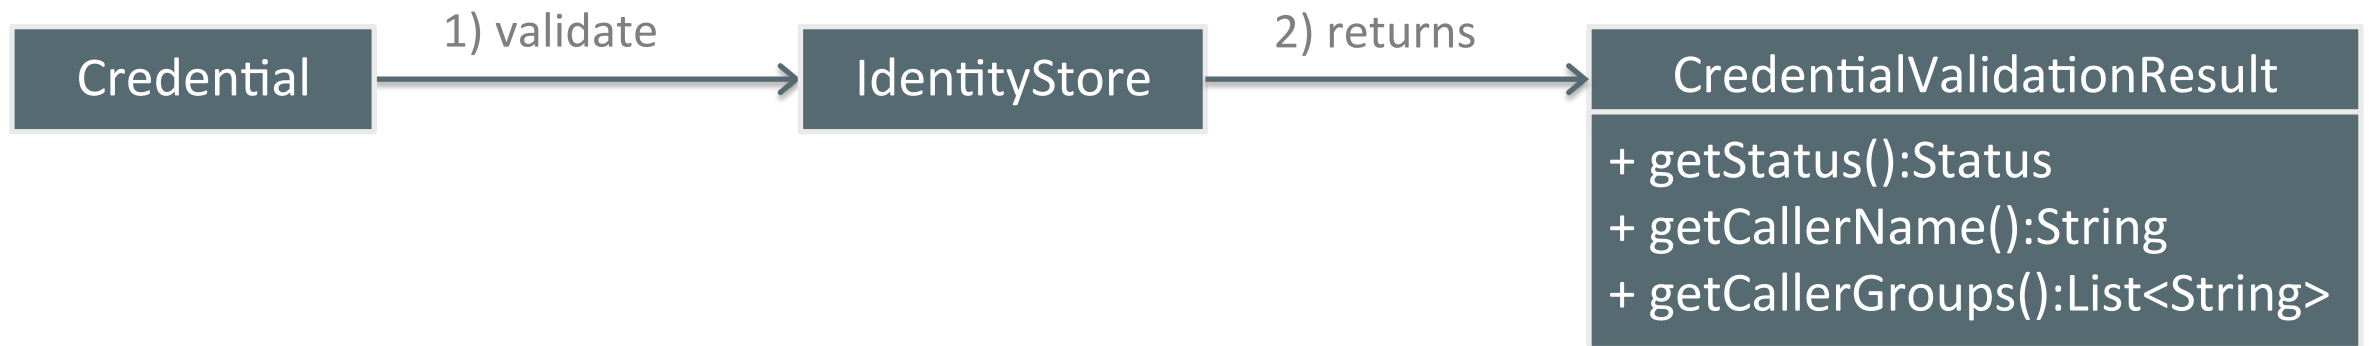 Credential
1) validate
IdentityStore
2) returns
CredentialValidationResult
+ getStatus():Status
+ getCallerName():String
+ getCallerGroups():List<String>